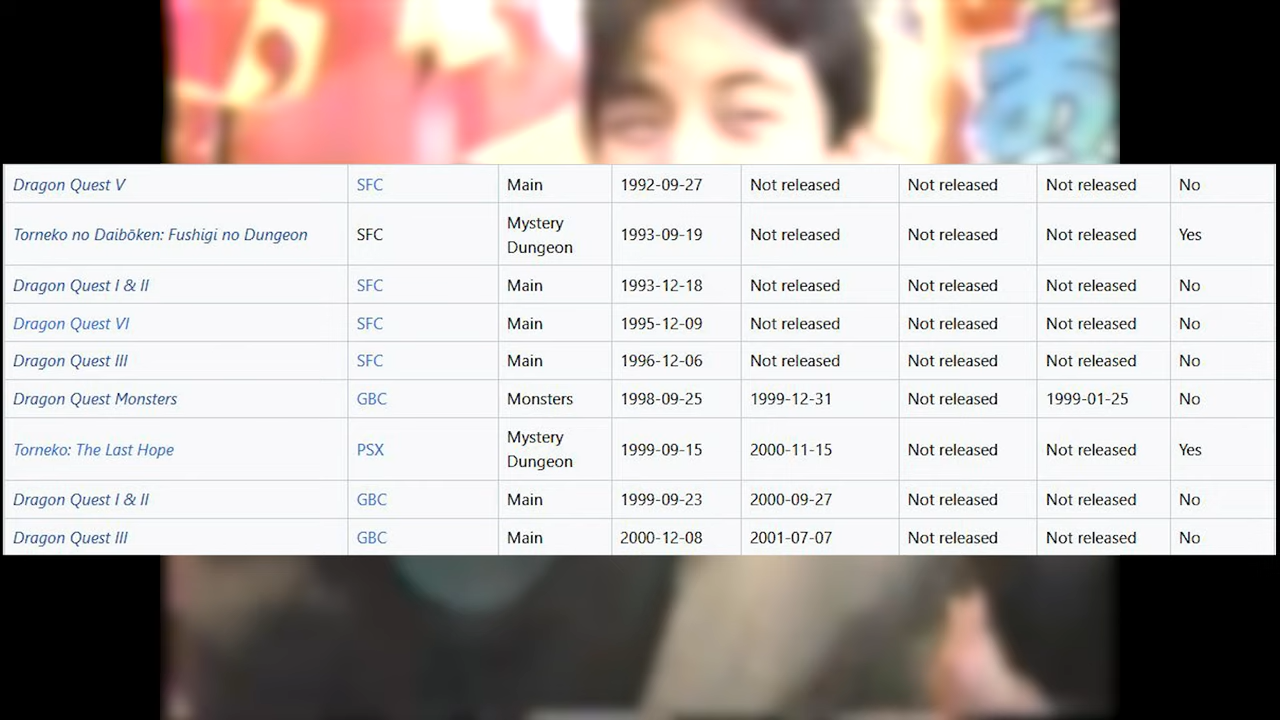 Dragon Quest V SFC Main 1992-09-27 Not released Not released Not released No
Torneko no Daibōken: Fushigi no Dungeon SFC Mystery Dungeon 1993-09-19 Not released Not released Not released Yes
Dragon Quest I & II SFC Main 1993-12-18 Not released Not released Not released No
Dragon Quest VI SFC Main 1995-12-09 Not released Not released Not released No
Dragon Quest III SFC Main 1996-12-06 Not released Not released Not released No
Dragon Quest Monsters GBC Monsters 1998-09-25 1999-12-31 Not released 1999-01-25 No
Torneko: The Last Hope PSX Mystery Dungeon 1999-09-15 2000-11-15 Not released Not released Yes
Dragon Quest I & II GBC Main 1999-09-23 2000-09-27 Not released Not released No
Dragon Quest III GBC Main 2000-12-08 2001-07-07 Not released Not released No